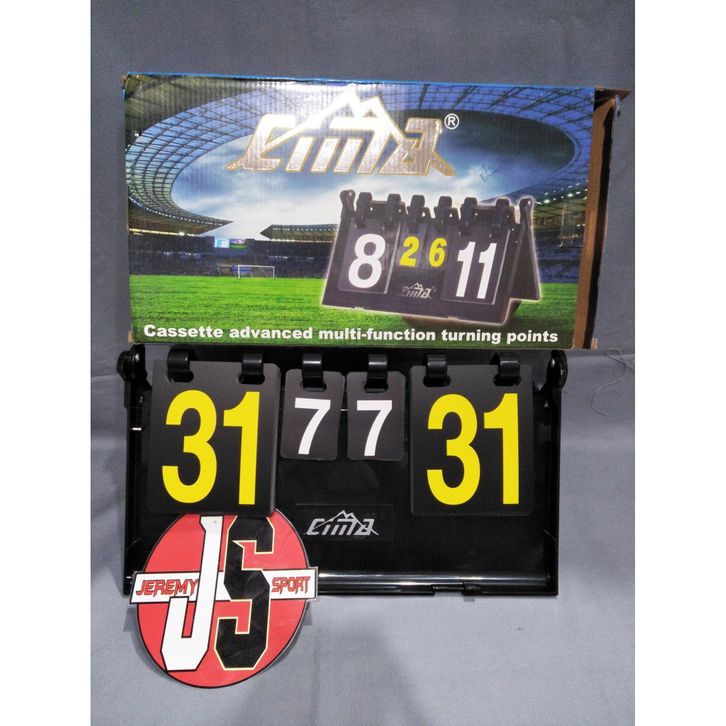 CIMA®
8 2 6 11
CIMA
Cassette advanced multi-function turning points
31 7 7 31
CIMA
JS
JEREMY SPORT